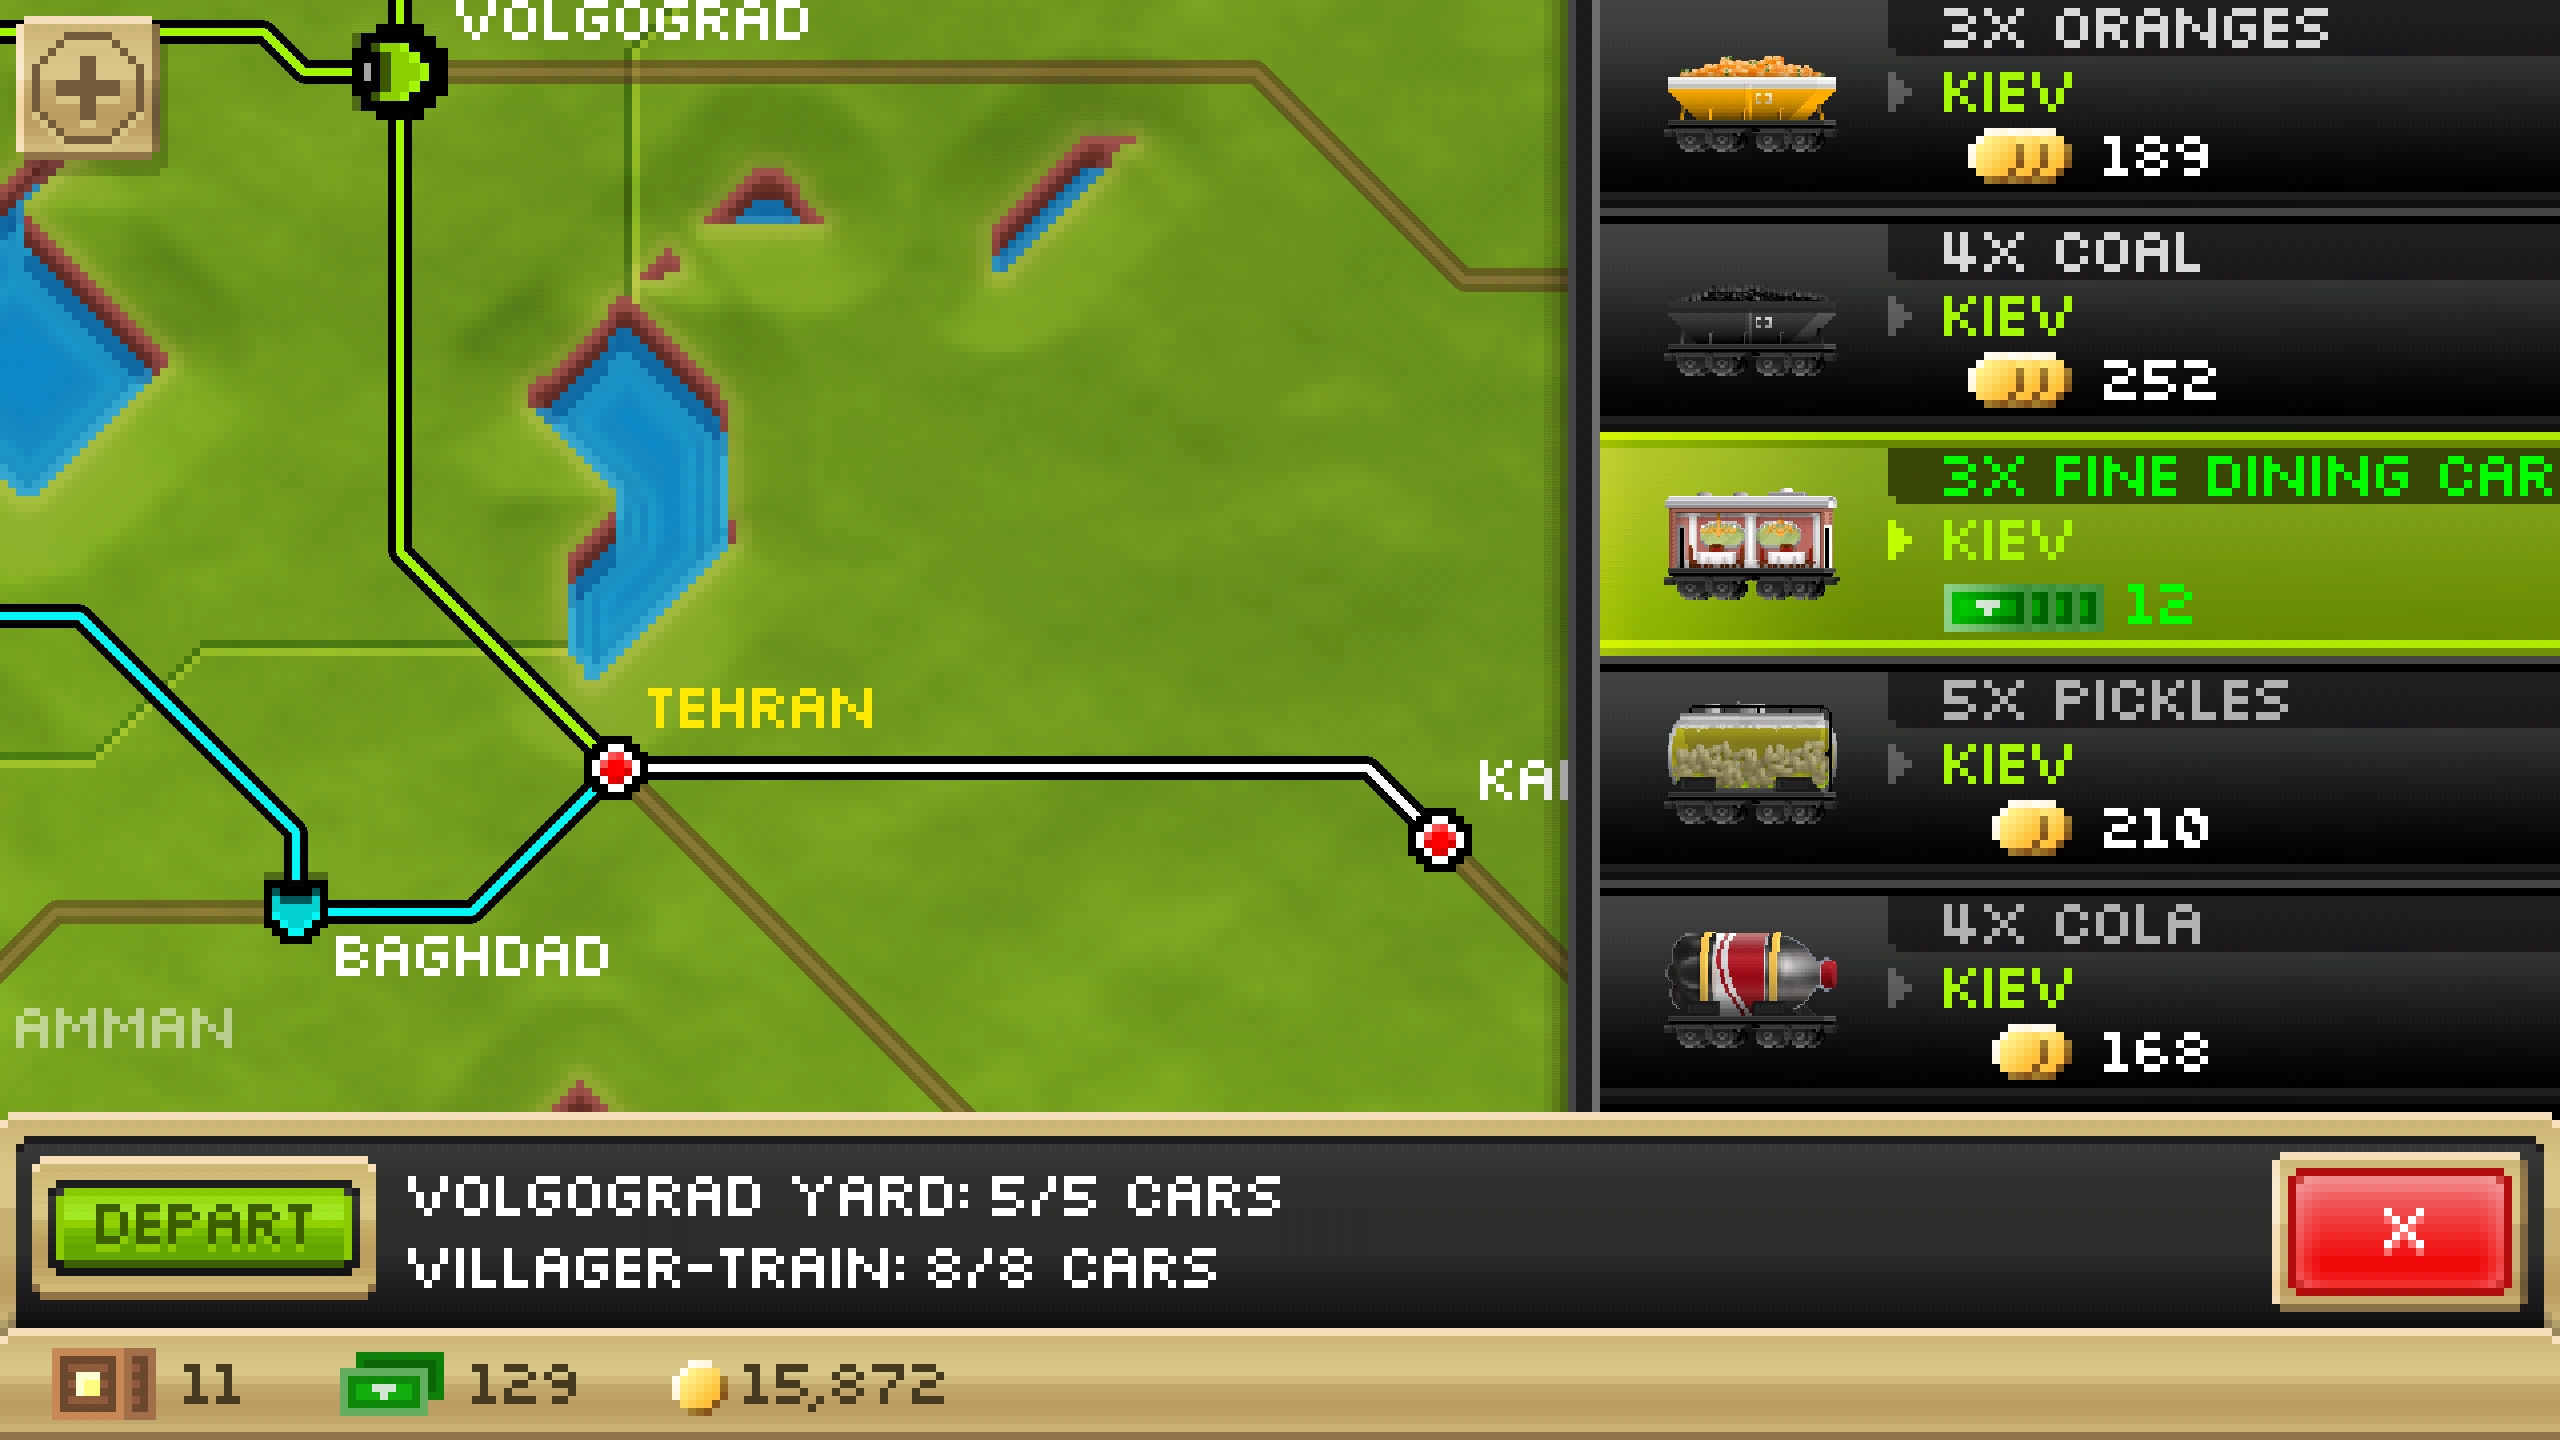 VOLGOGRAD
TEHRAN
BAGHDAD
AMMAN
3X ORANGES
KIEV
189
4X COAL
KIEV
252
3X FINE DINING CAR
KIEV
12
5X PICKLES
KIEV
210
4X COLA
KIEV
168
DEPART
VOLGOGRAD YARD: 5/5 CARS
VILLAGER-TRAIN: 8/8 CARS
X
11
129
15,872